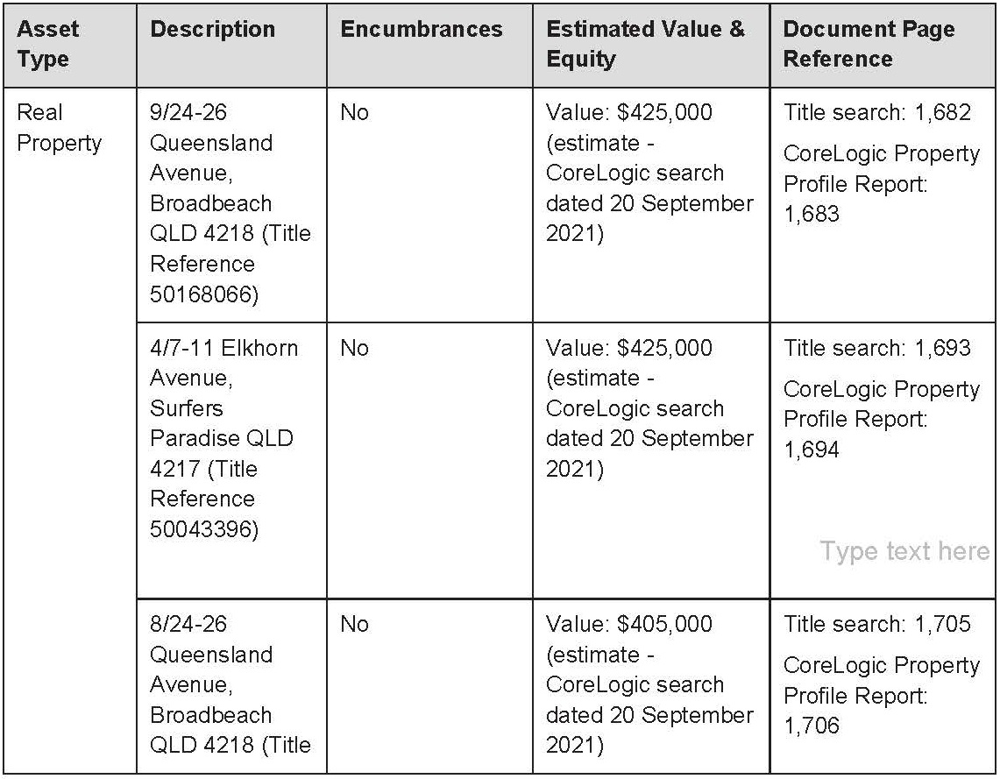 Asset
Type
Description
Encumbrances
Estimated Value &
Equity
Document Page
Reference
Real
Property
9/24-26
Queensland
Avenue,
Broadbeach
QLD 4218 (Title
Reference
50168066)
No
Value: $425,000
(estimate -
CoreLogic search
dated 20 September
2021)
Title search: 1,682
CoreLogic Property
Profile Report:
1,683
4/7-11 Elkhorn
Avenue,
Surfers
Paradise QLD
4217 (Title
Reference
50043396)
No
Value: $425,000
(estimate -
CoreLogic search
dated 20 September
2021)
Title search: 1,693
CoreLogic Property
Profile Report:
1,694
Type text here
8/24-26
Queensland
Avenue,
Broadbeach
QLD 4218 (Title
No
Value: $405,000
(estimate -
CoreLogic search
dated 20 September
2021)
Title search: 1,705
CoreLogic Property
Profile Report:
1,706